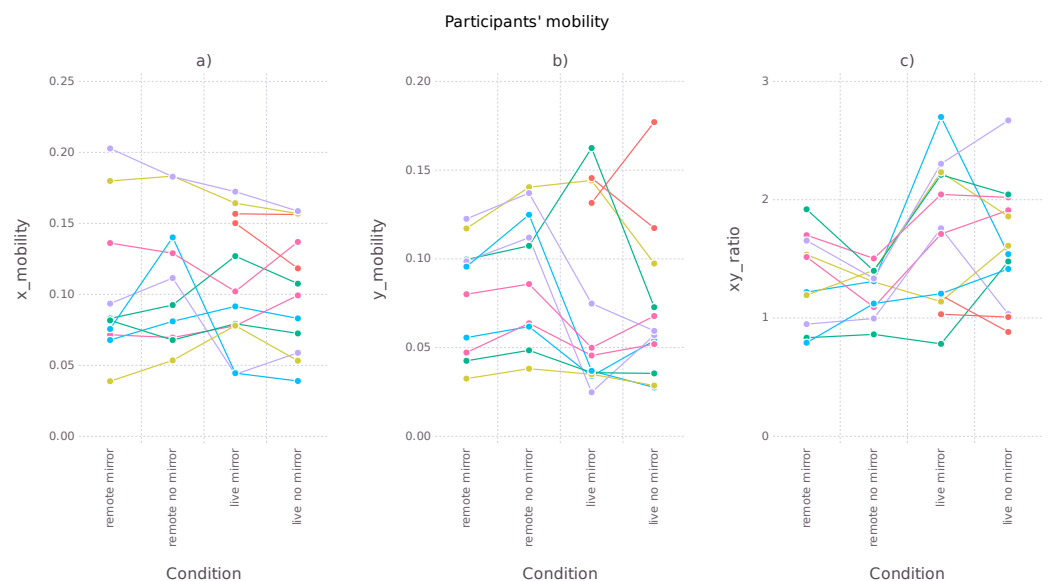 Participants' mobility
a)
x_mobility
0.25
0.20
0.15
0.10
0.05
0.00
remote mirror
remote no mirror
live mirror
live no mirror
Condition
b)
y_mobility
0.20
0.15
0.10
0.05
0.00
remote mirror
remote no mirror
live mirror
live no mirror
Condition
c)
xy_ratio
3
2
1
0
remote mirror
remote no mirror
live mirror
live no mirror
Condition